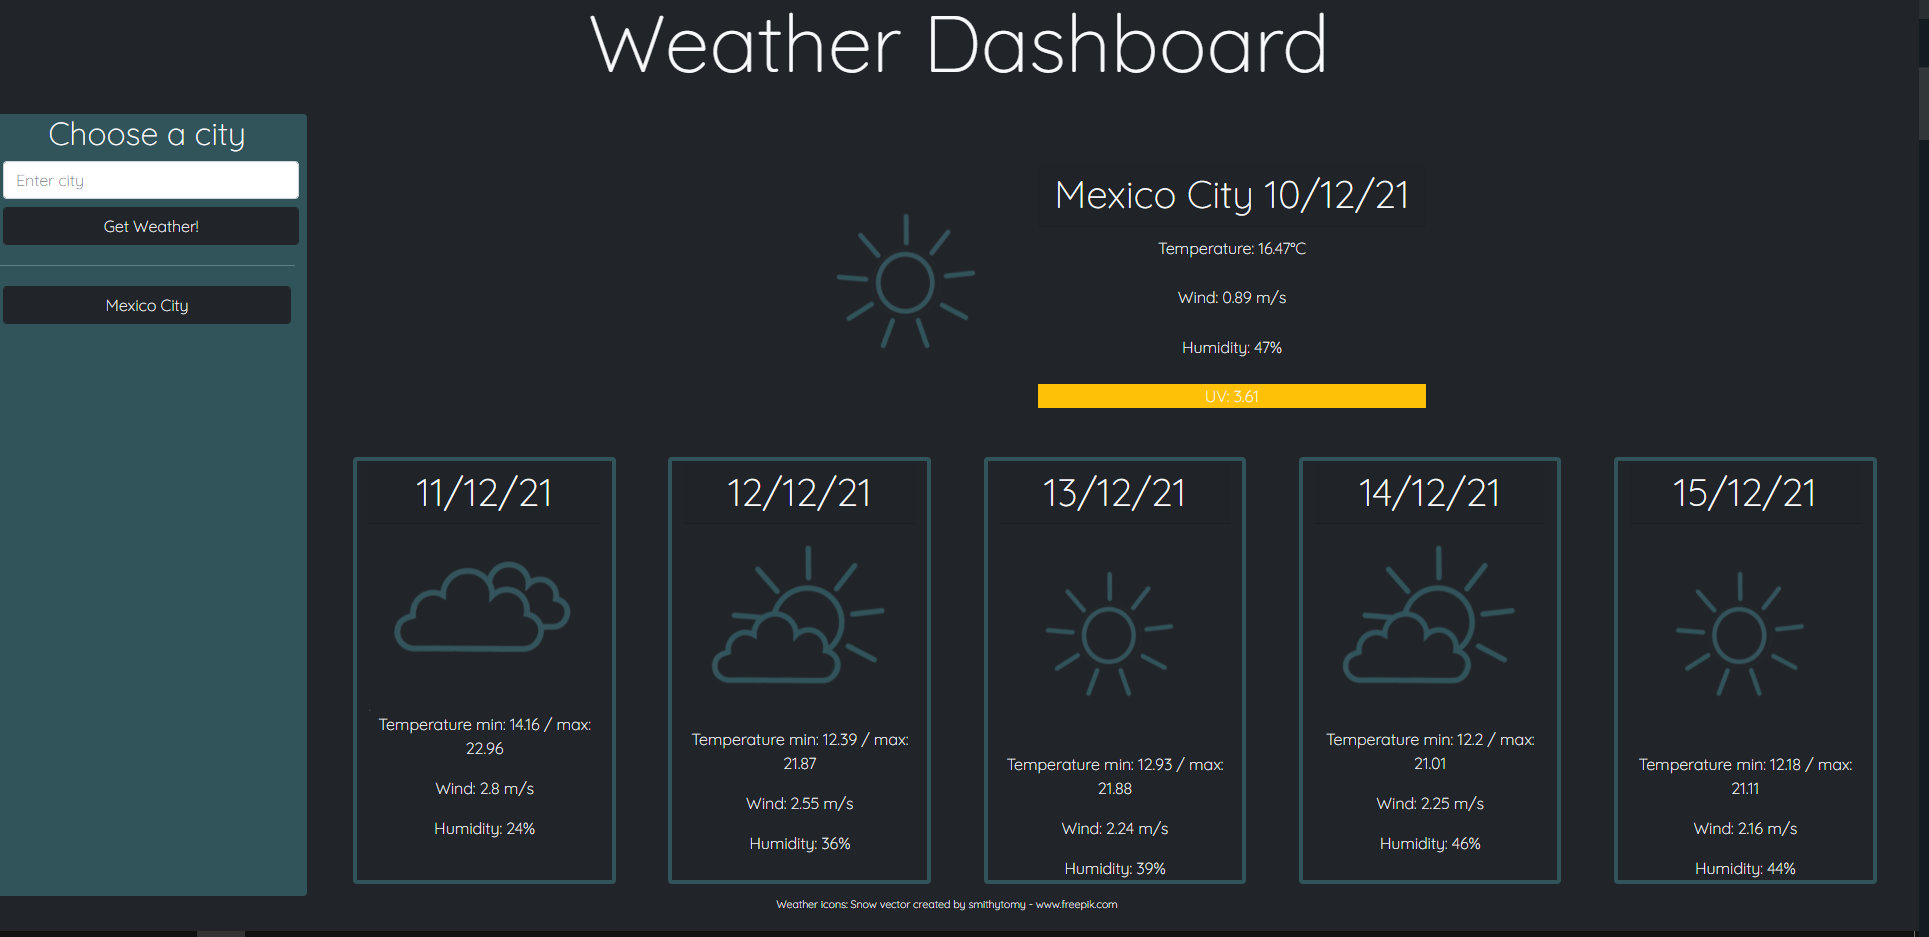 Weather Dashboard
Choose a city
Enter city
Get Weather!
Mexico City
Mexico City 10/12/21
Temperature: 16.47°C
Wind: 0.89 m/s
Humidity: 47%
UV: 3.61
11/12/21
Temperature min: 14.16 / max:
22.96
Wind: 2.8 m/s
Humidity: 24%
12/12/21
Temperature min: 12.39 / max:
21.87
Wind: 2.55 m/s
Humidity: 36%
13/12/21
Temperature min: 12.93 / max:
21.88
Wind: 2.24 m/s
Humidity: 39%
14/12/21
Temperature min: 12.2 / max:
21.01
Wind: 2.25 m/s
Humidity: 46%
15/12/21
Temperature min: 12.18 / max:
21.11
Wind: 2.16 m/s
Humidity: 44%
Weather icons: Snow vector created by smithytomy - www.freepik.com